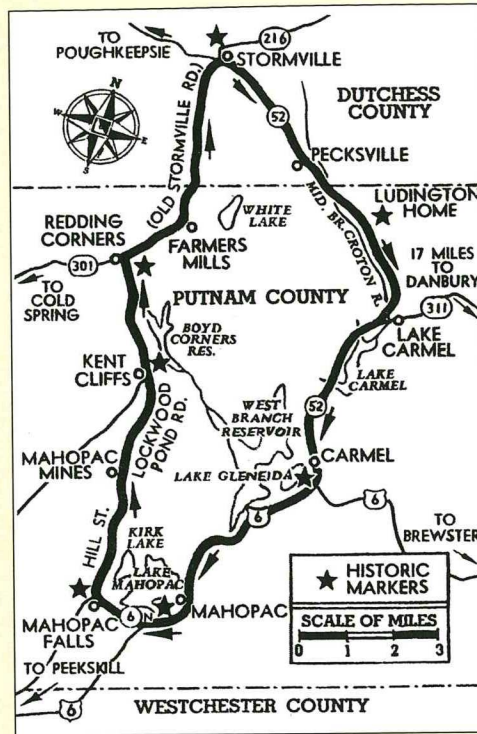 TO
POUGHKEEPSIE
216
STORMVILLE
N
W
E
S
(OLD STORMVILLE RD.)
52
DUTCHESS
COUNTY
PECKSVILLE
MID. BR. CROTON R.
LUDINGTON
HOME
REDDING
CORNERS
WHITE
LAKE
FARMERS
MILLS
17 MILES
TO
DANBURY
301
TO
COLD
SPRING
PUTNAM COUNTY
311
BOYD
CORNERS
RES.
LAKE
CARMEL
LAKE
CARMEL
KENT
CLIFFS
LOCKWOOD
POND RD.
WEST
BRANCH
RESERVOIR
52
CARMEL
MAHOPAC
MINES
LAKE GLENEIDA
6
6
HILL ST.
KIRK
LAKE
TO
BREWSTER
LAKE
MAHOPAC
HISTORIC
MARKERS
MAHOPAC
FALLS
6
N
MAHOPAC
SCALE OF MILES
0 1 2 3
TO PEEKSKILL
6
WESTCHESTER COUNTY